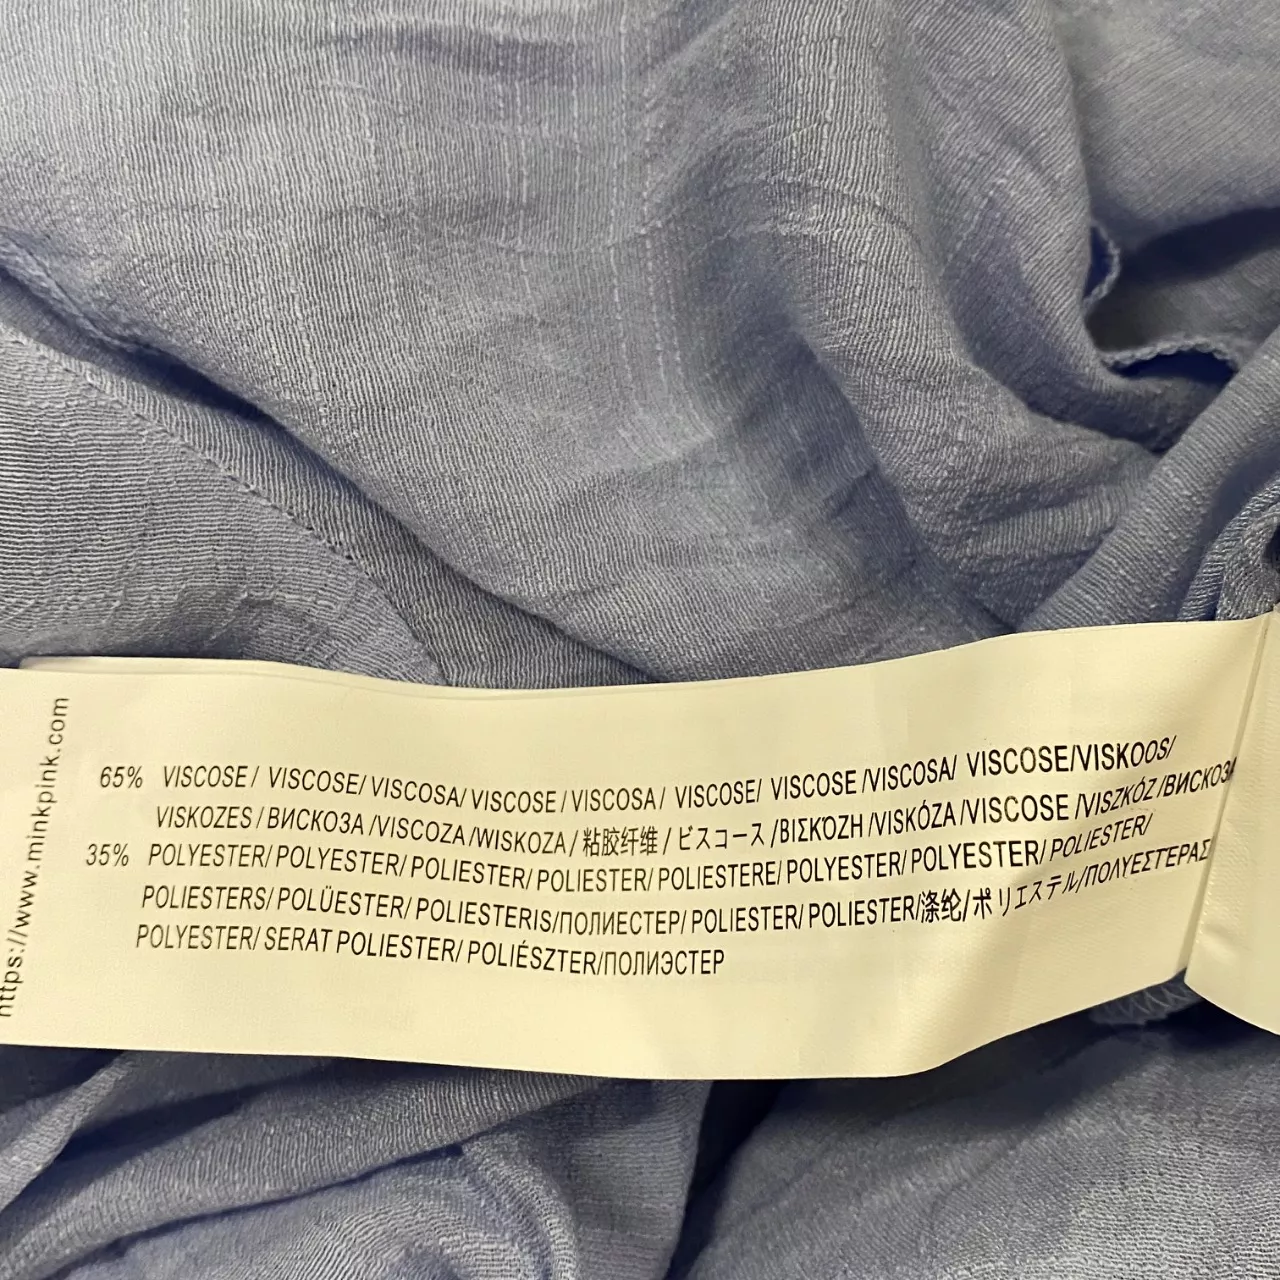 https://www.minkpink.com
65% VISCOSE / VISCOSE/ VISCOSA/ VISCOSE / VISCOSA / VISCOSE/ VISCOSE /VISCOSA/ VISCOSE/VISKOOS/
VISKOZES / ВИСКОЗА /VISCOZA /WISKOZA / 粘胶纤维 / ビスコース /ΒΙΣΚΟΖΗ /VISKÓZA /VISCOSE /VISZKÓZ /ВИСКОЗА
35% POLYESTER/ POLYESTER/ POLIESTER/ POLIESTER/ POLIESTERE/ POLYESTER/ POLYESTER/ POLIESTER/
POLIESTERS/ POLÜESTER/ POLIESTERIS/ПОЛИЕСТЕР/ POLIESTER/ POLIESTER/涤纶/ポリエステル/ΠΟΛΥΕΣΤΕΡΑΣ
POLYESTER/ SERAT POLIESTER/ POLIÉSZTER/ПОЛИЭСТЕР